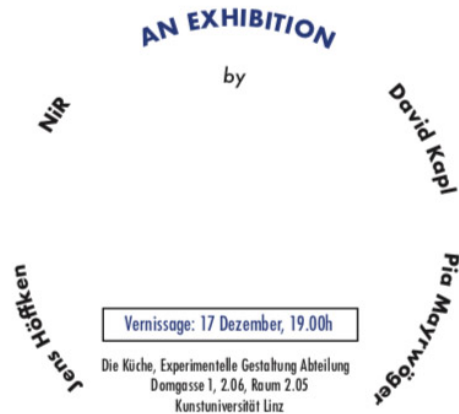 AN EXHIBITION
by
NiR
David Kapl
Jens Höffken
Pia Mayrwöger
Vernissage: 17 Dezember, 19.00h
Die Küche, Experimentelle Gestaltung Abteilung
Domgasse 1, 2.06, Raum 2.05
Kunstuniversität Linz